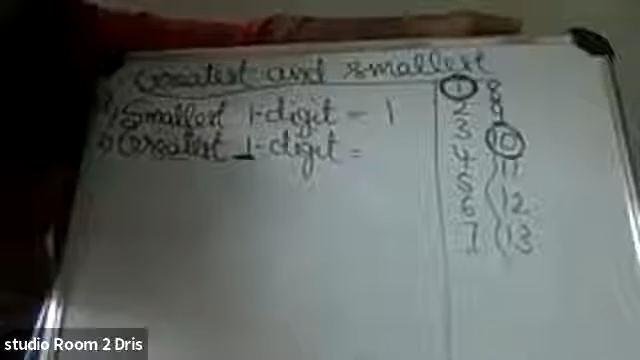 Greatest and smallest
1) Smallest 1-digit = 1
2) Greatest 1-digit =
1 8
2 9
3 10
4 11
5
6 12
7 13
studio Room 2 Dris